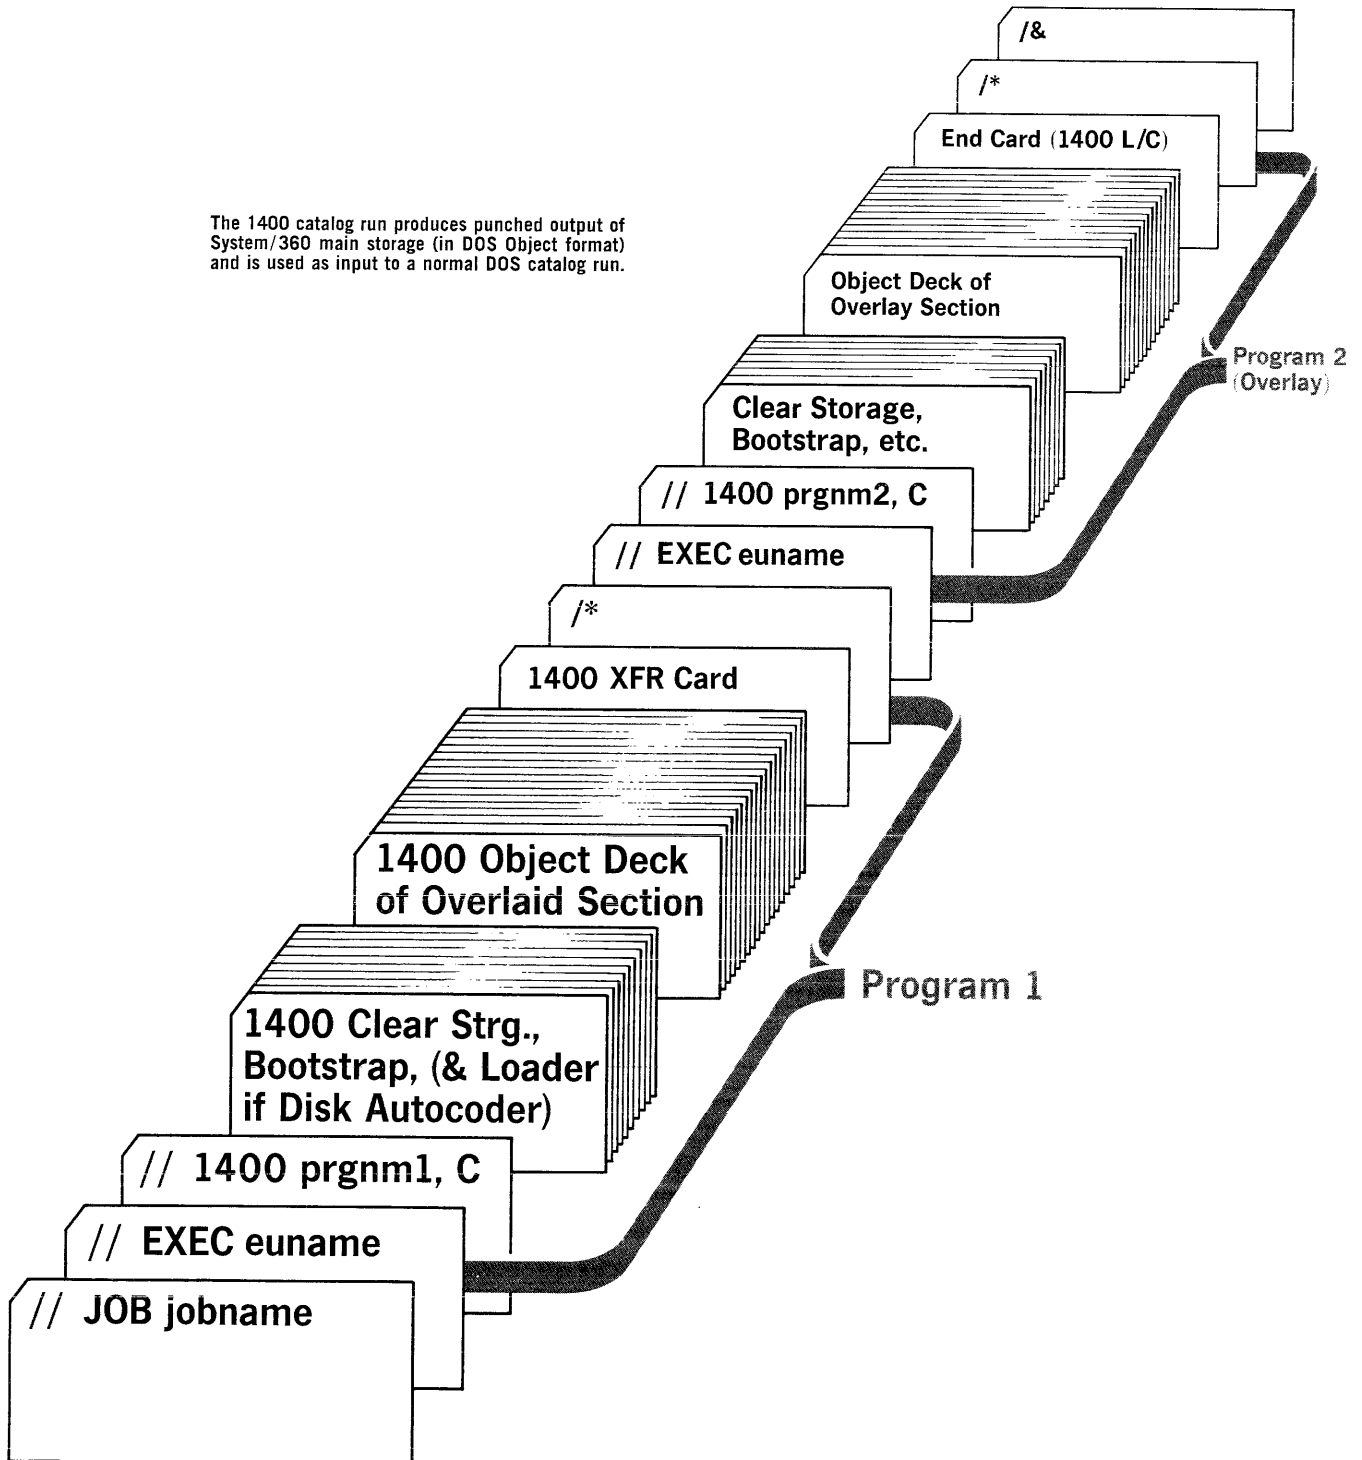 /&
/*
End Card (1400 L/C)
The 1400 catalog run produces punched output of
System/360 main storage (in DOS Object format)
and is used as input to a normal DOS catalog run.
Object Deck of
Overlay Section
Program 2
(Overlay)
Clear Storage,
Bootstrap, etc.
// 1400 prgnm2, C
// EXEC euname
/*
1400 XFR Card
1400 Object Deck
of Overlaid Section
Program 1
1400 Clear Strg.,
Bootstrap, (& Loader
if Disk Autocoder)
// 1400 prgnm1, C
// EXEC euname
// JOB jobname